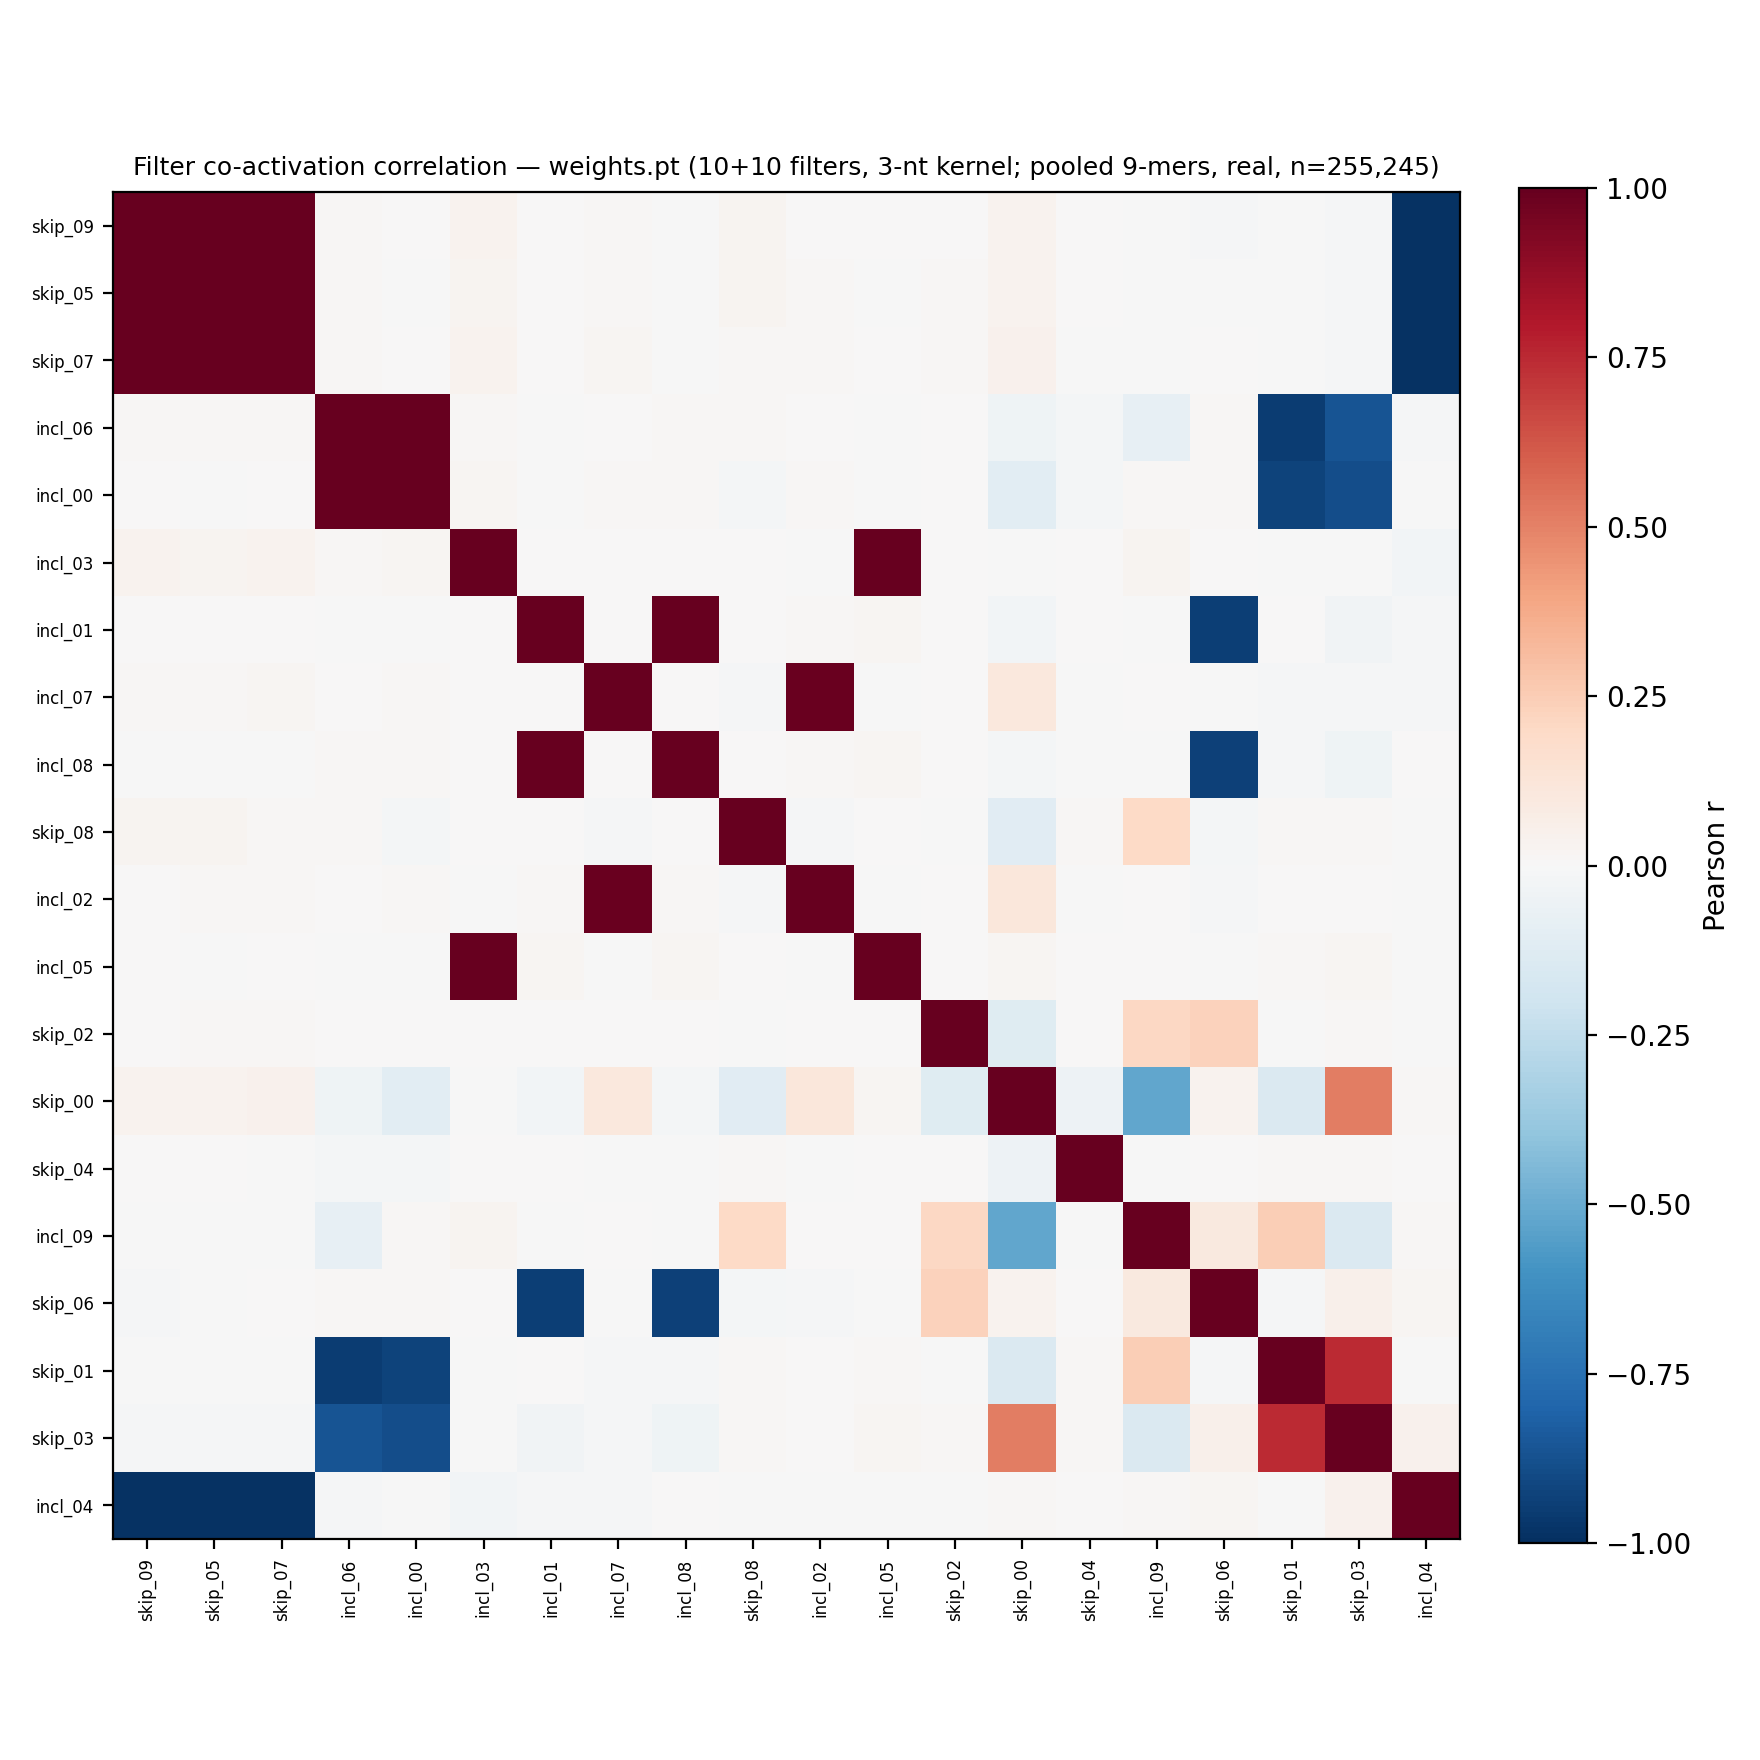 Filter co-activation correlation — weights.pt (10+10 filters, 3-nt kernel; pooled 9-mers, real, n=255,245)
skip_09
skip_05
skip_07
incl_06
incl_00
incl_03
incl_01
incl_07
incl_08
skip_08
incl_02
incl_05
skip_02
skip_00
skip_04
incl_09
skip_06
skip_01
skip_03
incl_04
skip_09
skip_05
skip_07
incl_06
incl_00
incl_03
incl_01
incl_07
incl_08
skip_08
incl_02
incl_05
skip_02
skip_00
skip_04
incl_09
skip_06
skip_01
skip_03
incl_04
1.00
0.75
0.50
0.25
0.00
−0.25
−0.50
−0.75
−1.00
Pearson r